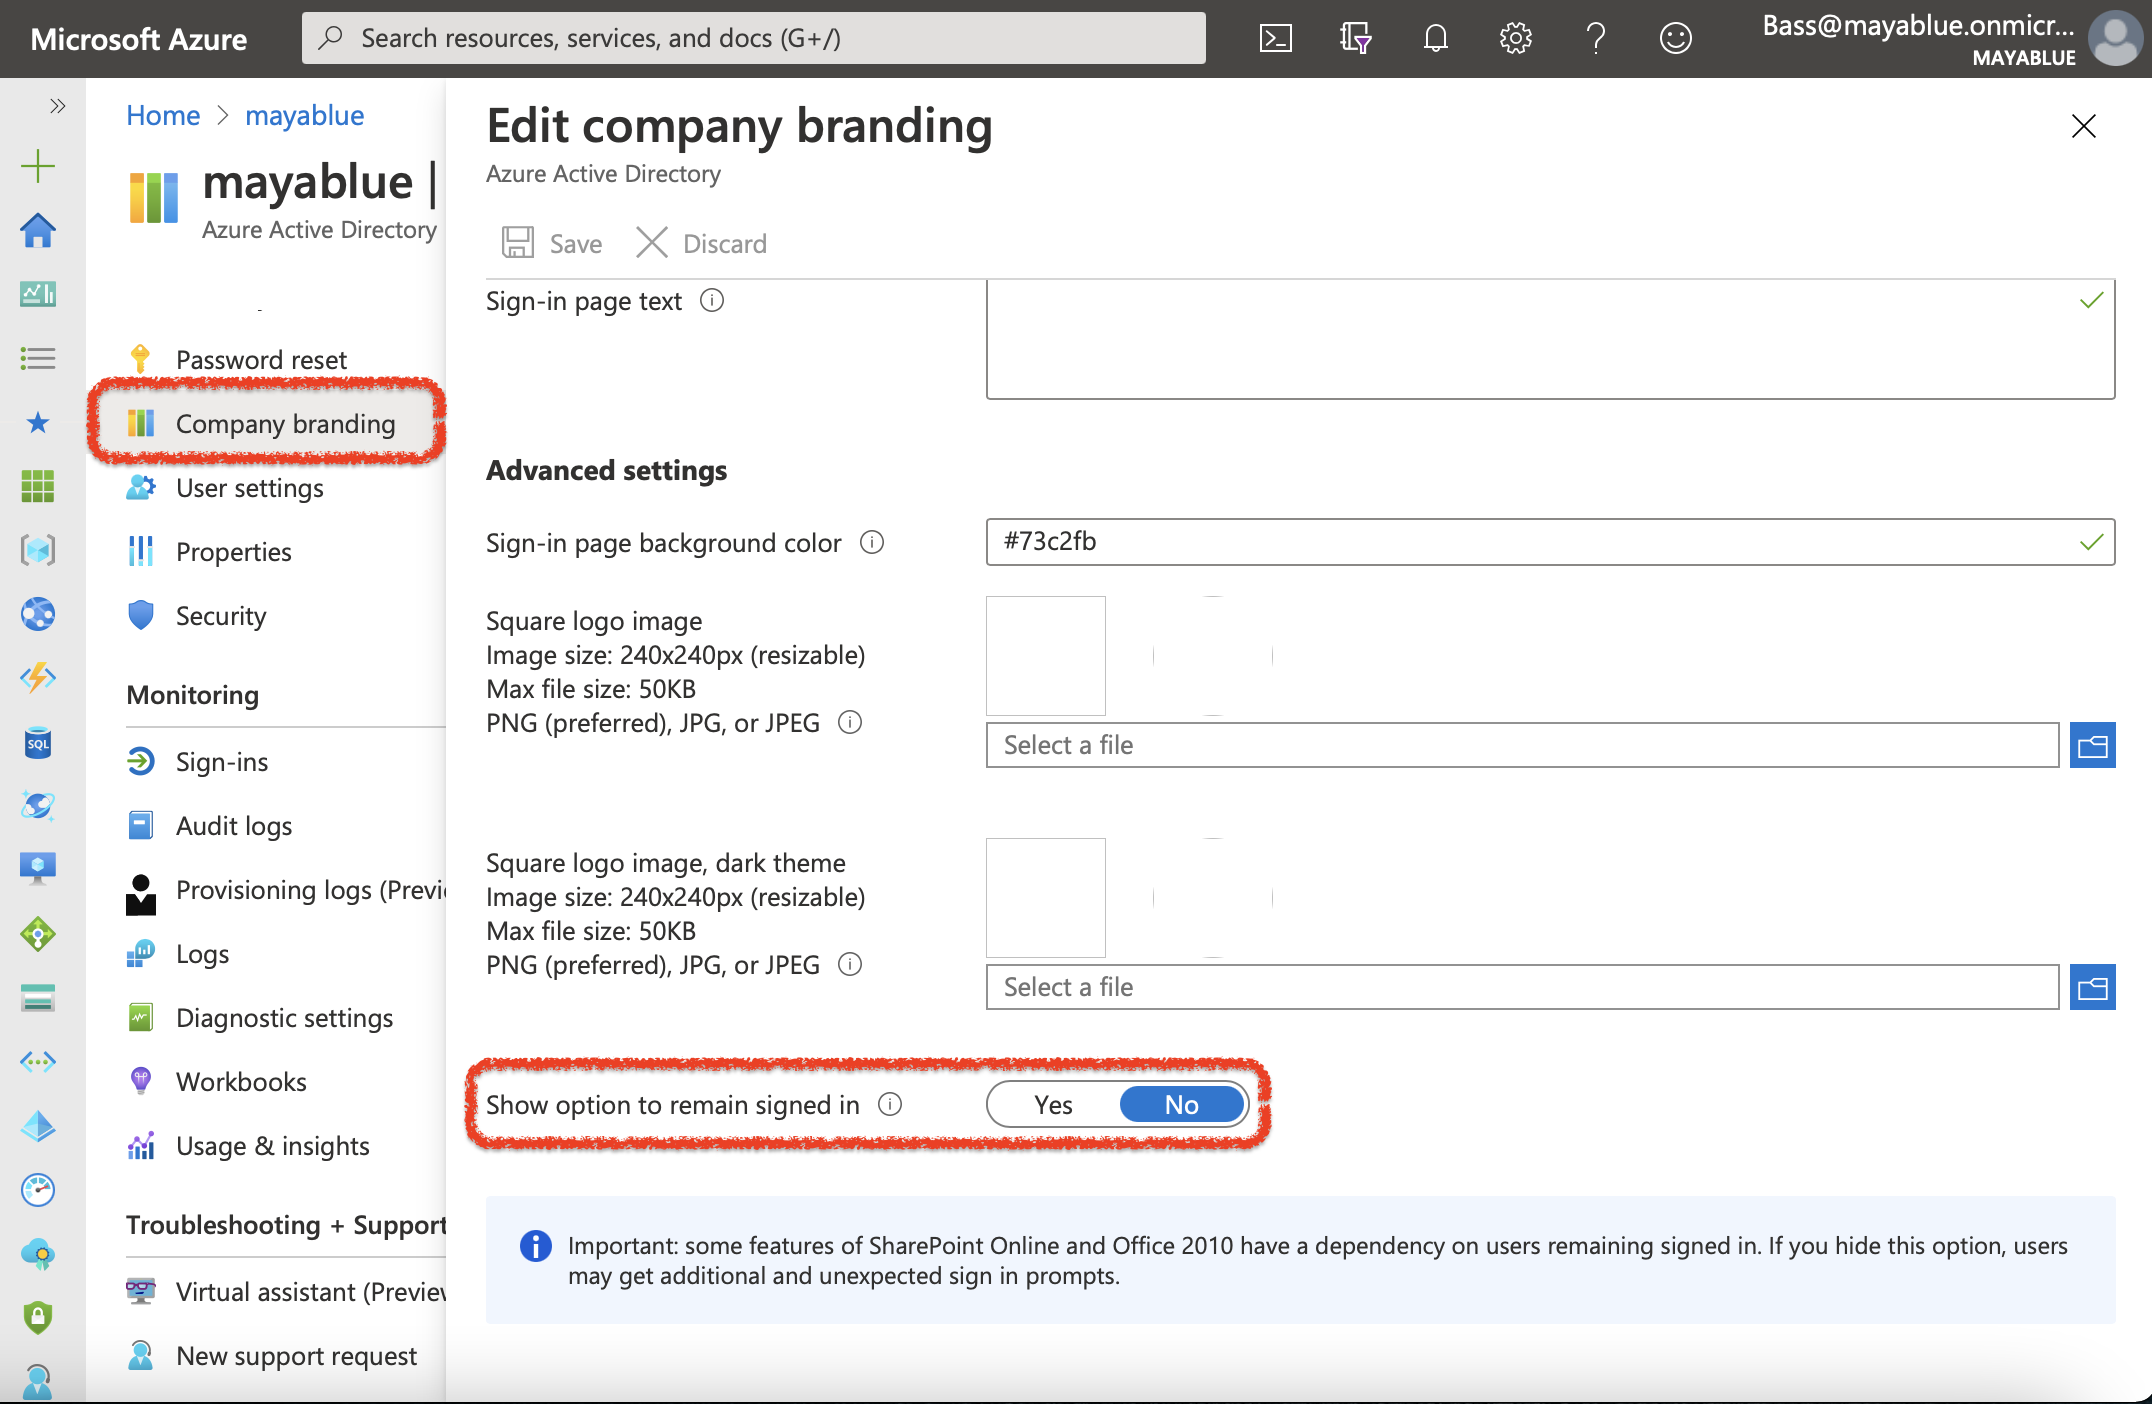 Microsoft Azure
Search resources, services, and docs (G+/)
Bass@mayablue.onmicr...
MAYABLUE
Home > mayablue
mayablue |
Azure Active Directory
Password reset
Company branding
User settings
Properties
Security
Monitoring
Sign-ins
Audit logs
Provisioning logs (Previe
Logs
Diagnostic settings
Workbooks
Usage & insights
Troubleshooting + Support
Virtual assistant (Preview
New support request
SQL
Edit company branding
Azure Active Directory
Save
Discard
Sign-in page text
Advanced settings
Sign-in page background color
#73c2fb
Square logo image
Image size: 240x240px (resizable)
Max file size: 50KB
PNG (preferred), JPG, or JPEG
Select a file
Square logo image, dark theme
Image size: 240x240px (resizable)
Max file size: 50KB
PNG (preferred), JPG, or JPEG
Select a file
Show option to remain signed in
Yes No
Important: some features of SharePoint Online and Office 2010 have a dependency on users remaining signed in. If you hide this option, users
may get additional and unexpected sign in prompts.